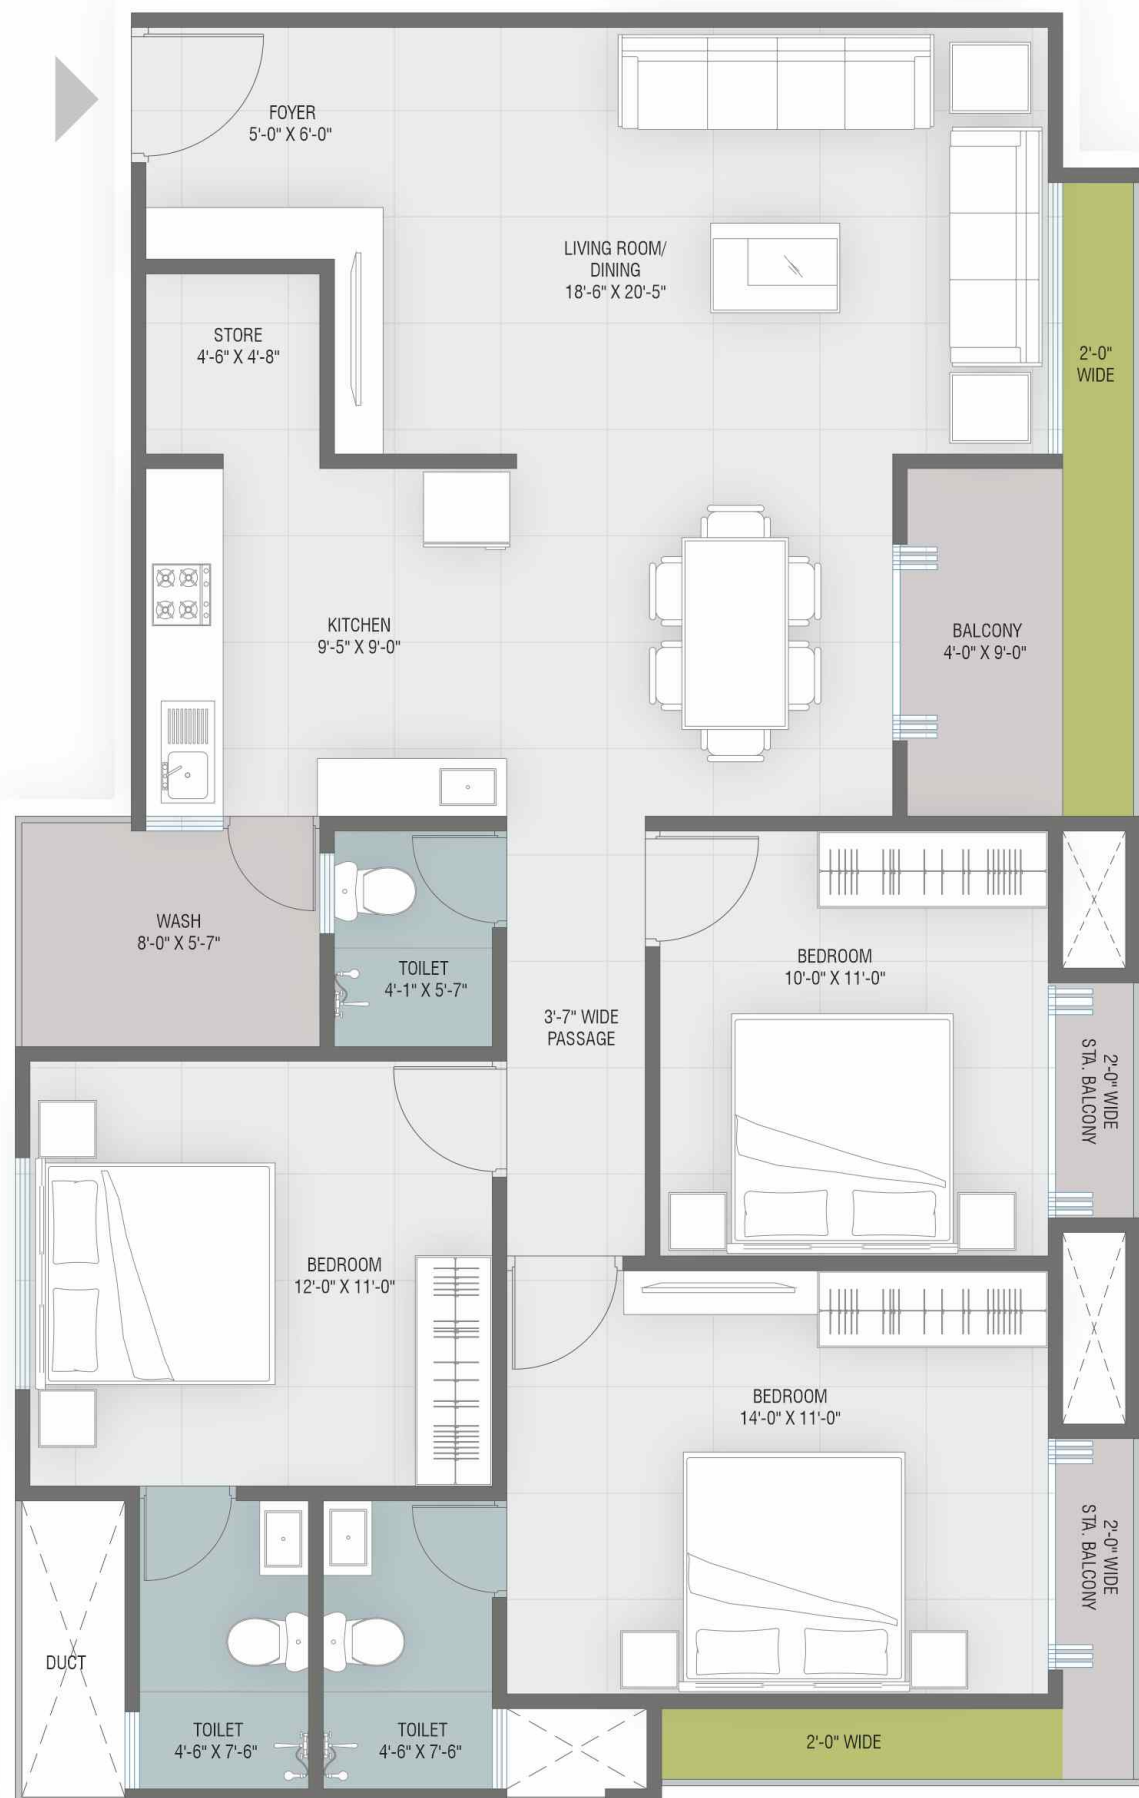 FOYER
5'-0" X 6'-0"
LIVING ROOM/
DINING
18'-6" X 20'-5"
STORE
4'-6" X 4'-8"
2'-0"
WIDE
KITCHEN
9'-5" X 9'-0"
BALCONY
4'-0" X 9'-0"
WASH
8'-0" X 5'-7"
TOILET
4'-1" X 5'-7"
BEDROOM
10'-0" X 11'-0"
3'-7" WIDE
PASSAGE
2'-0" WIDE
STA. BALCONY
BEDROOM
12'-0" X 11'-0"
BEDROOM
14'-0" X 11'-0"
2'-0" WIDE
STA. BALCONY
DUCT
TOILET
4'-6" X 7'-6"
TOILET
4'-6" X 7'-6"
2'-0" WIDE